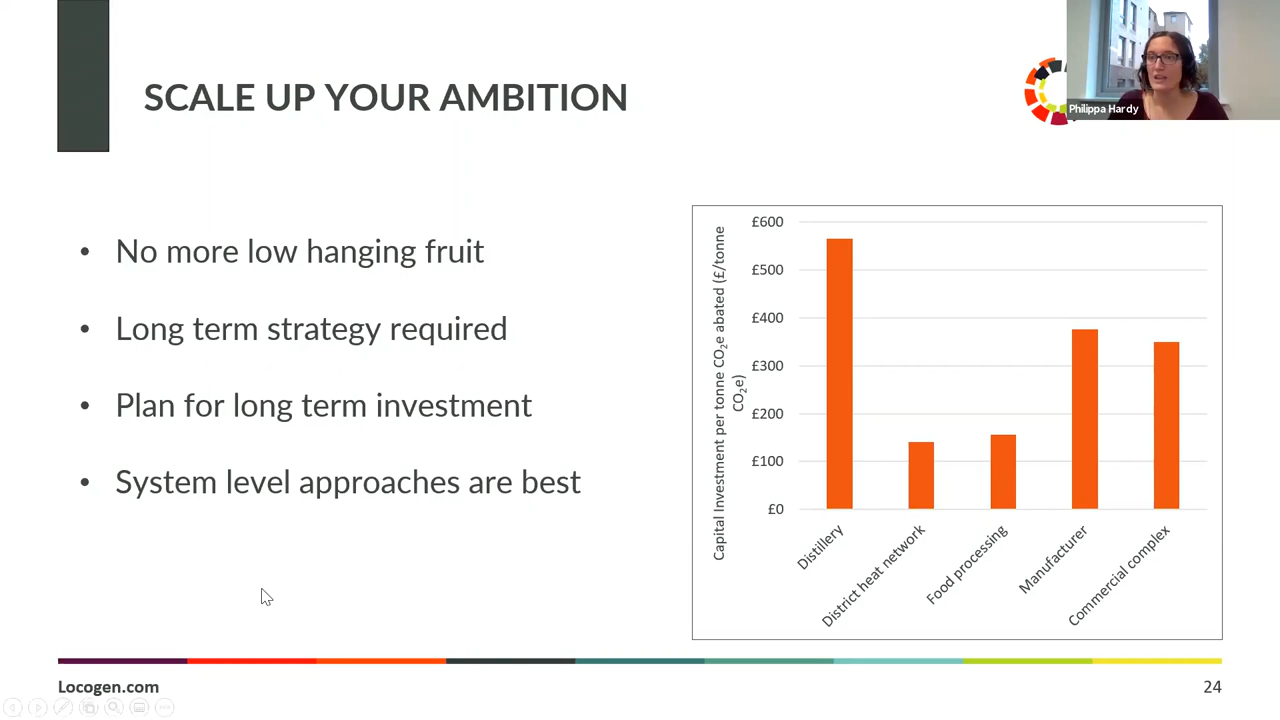 SCALE UP YOUR AMBITION
Philippa Hardy
• No more low hanging fruit
• Long term strategy required
• Plan for long term investment
• System level approaches are best
Capital Investment per tonne CO₂e abated (£/tonne
CO₂e)
£600
£500
£400
£300
£200
£100
£0
Distillery
District heat network
Food processing
Manufacturer
Commercial complex
Locogen.com
24